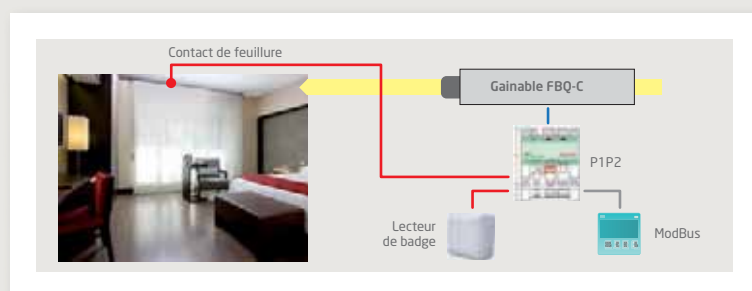 Contact de feuillure
Gainable FBQ-C
P1P2
Lecteur
de badge
ModBus